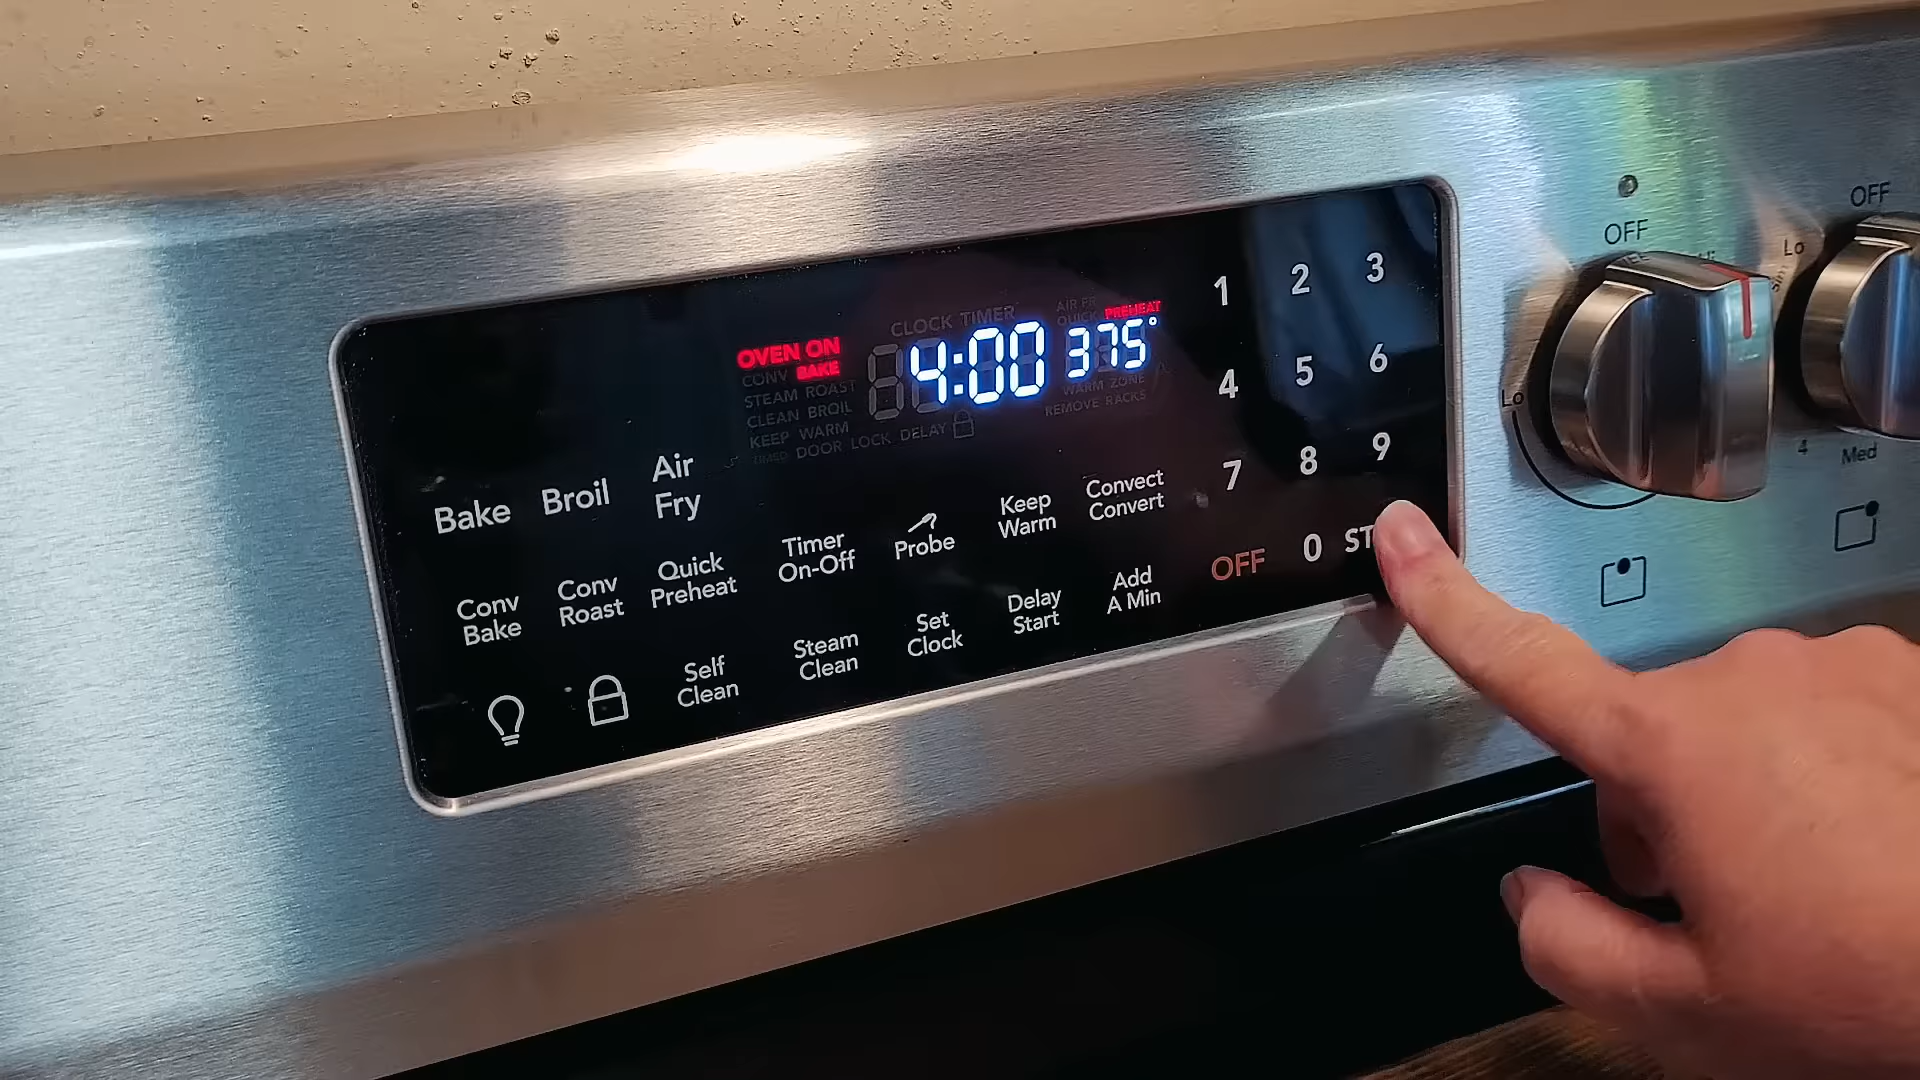 CLOCK TIMER
AIR FR
QUICK PREHEAT
OVEN ON
CONV BAKE
STEAM ROAST
CLEAN BROIL
KEEP WARM
TIMED DOOR LOCK DELAY
4:00 375°
WARM ZONE
REMOVE RACKS
1 2 3
4 5 6
7 8 9
OFF 0 ST
Bake Broil Air
Fry
Conv
Bake
Conv
Roast
Quick
Preheat
Timer
On-Off
Probe
Keep
Warm
Convect
Convert
Self
Clean
Steam
Clean
Set
Clock
Delay
Start
Add
A Min
OFF
Lo
OFF
Lo
4
Med